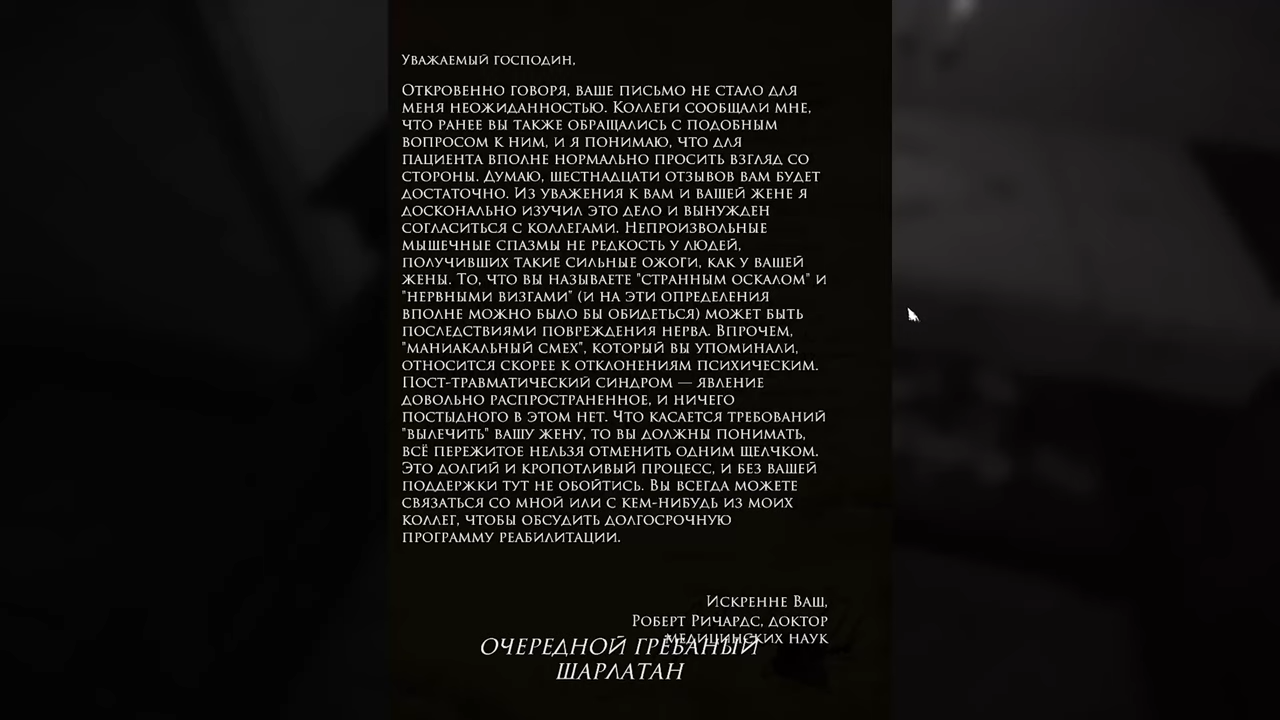 Уважаемый господин,
Откровенно говоря, ваше письмо не стало для
меня неожиданностью. Коллеги сообщали мне,
что ранее вы также обращались с подобным
вопросом к ним, и я понимаю, что для
пациента вполне нормально просить взгляд со
стороны. Думаю, шестнадцати отзывов вам будет
достаточно. Из уважения к вам и вашей жене я
досконально изучил это дело и вынужден
согласиться с коллегами. Непроизвольные
мышечные спазмы не редкость у людей,
получивших такие сильные ожоги, как у вашей
жены. То, что вы называете "странным оскалом" и
"нервными визгами" (и на эти определения
вполне можно было бы обидеться) может быть
последствиями повреждения нерва. Впрочем,
"маниакальный смех", который вы упоминали,
относится скорее к отклонениям психическим.
Пост-травматический синдром — явление
довольно распространенное, и ничего
постыдного в этом нет. Что касается требований
"вылечить" вашу жену, то вы должны понимать,
всё пережитое нельзя отменить одним щелчком.
Это долгий и кропотливый процесс, и без вашей
поддержки тут не обойтись. Вы всегда можете
связаться со мной или с кем-нибудь из моих
коллег, чтобы обсудить долгосрочную
программу реабилитации.
Искренне Ваш,
Роберт Ричардс, доктор
медицинских наук
ОЧЕРЕДНОЙ ГРЕБАНЫЙ
ШАРЛАТАН